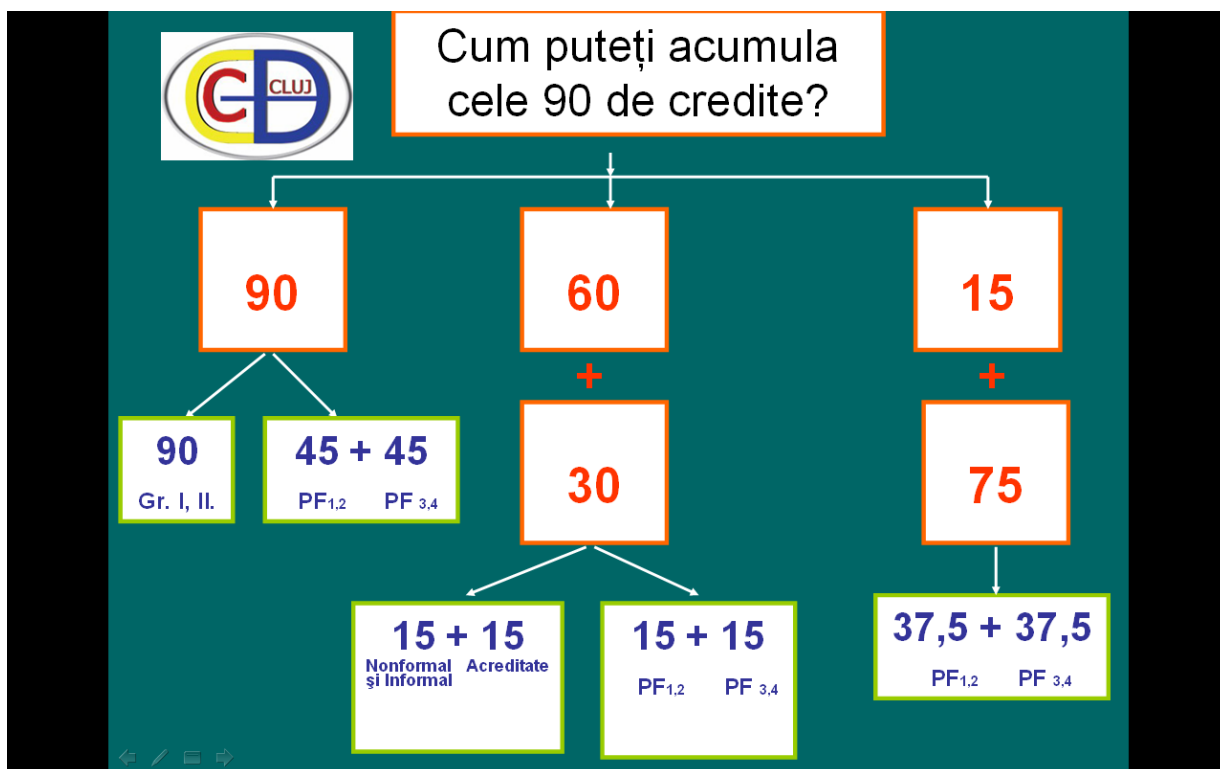 CCD CLUJ
Cum puteți acumula
cele 90 de credite?
90
60
15
+
+
90
Gr. I, II.
45 + 45
PF1,2 PF 3,4
30
75
15 + 15
Nonformal Acreditate
și Informal
15 + 15
PF1,2 PF 3,4
37,5 + 37,5
PF1,2 PF 3,4